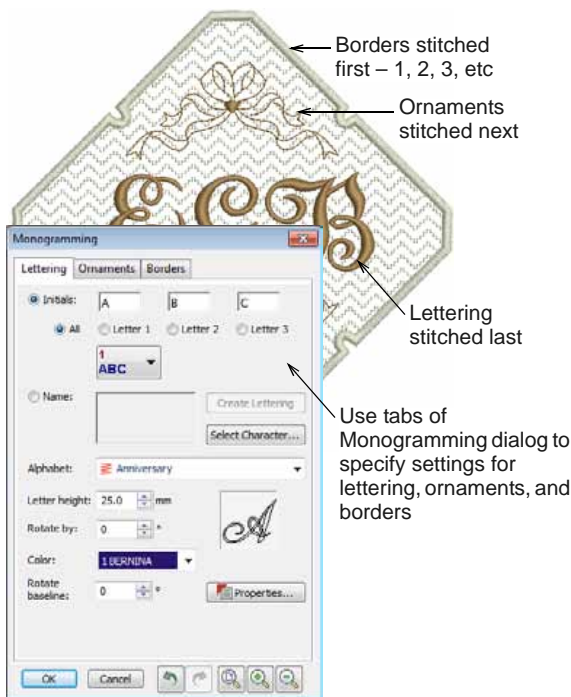 Borders stitched
first – 1, 2, 3, etc
Ornaments
stitched next
ECB
Lettering
stitched last
Use tabs of
Monogramming dialog to
specify settings for
lettering, ornaments, and
borders
Monogramming
Lettering Ornaments Borders
Initials: A B C
All Letter 1 Letter 2 Letter 3
1
ABC
Name: Create Lettering
Select Character...
Alphabet: Anniversary
Letter height: 25.0 mm
A
Rotate by: 0 °
Color: 1 BERNINA
Rotate
baseline: 0 ° Properties...
OK Cancel